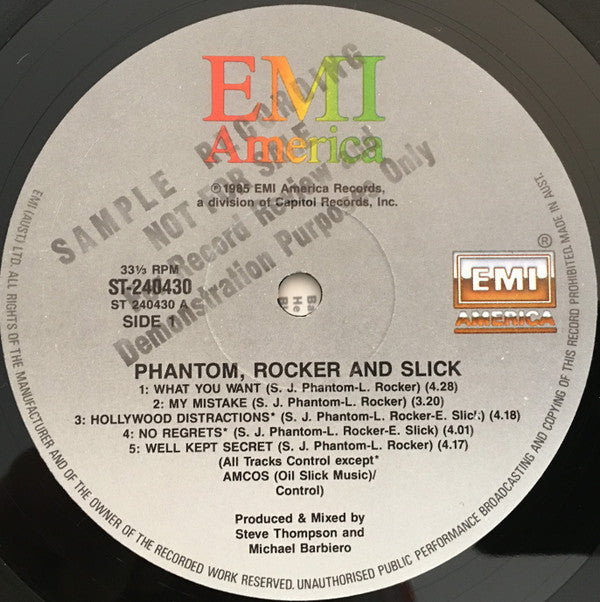 EMI
America
SAMPLE RECORDING
NOT FOR SALE
For Record Review and
Demonstration Purposes Only
℗1985 EMI America Records,
a division of Capitol Records, Inc.
33⅓ RPM
ST-240430
ST 240430 A
SIDE 1
®
EMI
AMERICA
PHANTOM, ROCKER AND SLICK
1: WHAT YOU WANT (S. J. Phantom-L. Rocker) (4.28)
2: MY MISTAKE (S. J. Phantom-L. Rocker) (3.20)
3: HOLLYWOOD DISTRACTIONS* (S. J. Phantom-L. Rocker-E. Slick) (4.18)
4: NO REGRETS* (S. J. Phantom-L. Rocker-E. Slick) (4.01)
5: WELL KEPT SECRET (S. J. Phantom-L. Rocker) (4.17)
(All Tracks Control except*
AMCOS (Oil Slick Music)/
Control)
Produced & Mixed by
Steve Thompson and
Michael Barbiero
EMI (AUST) LTD. ALL RIGHTS OF THE MANUFACTURER AND OF THE OWNER OF THE RECORDED WORK RESERVED. UNAUTHORISED PUBLIC PERFORMANCE BROADCASTING AND COPYING OF THIS RECORD PROHIBITED. MADE IN AUST.